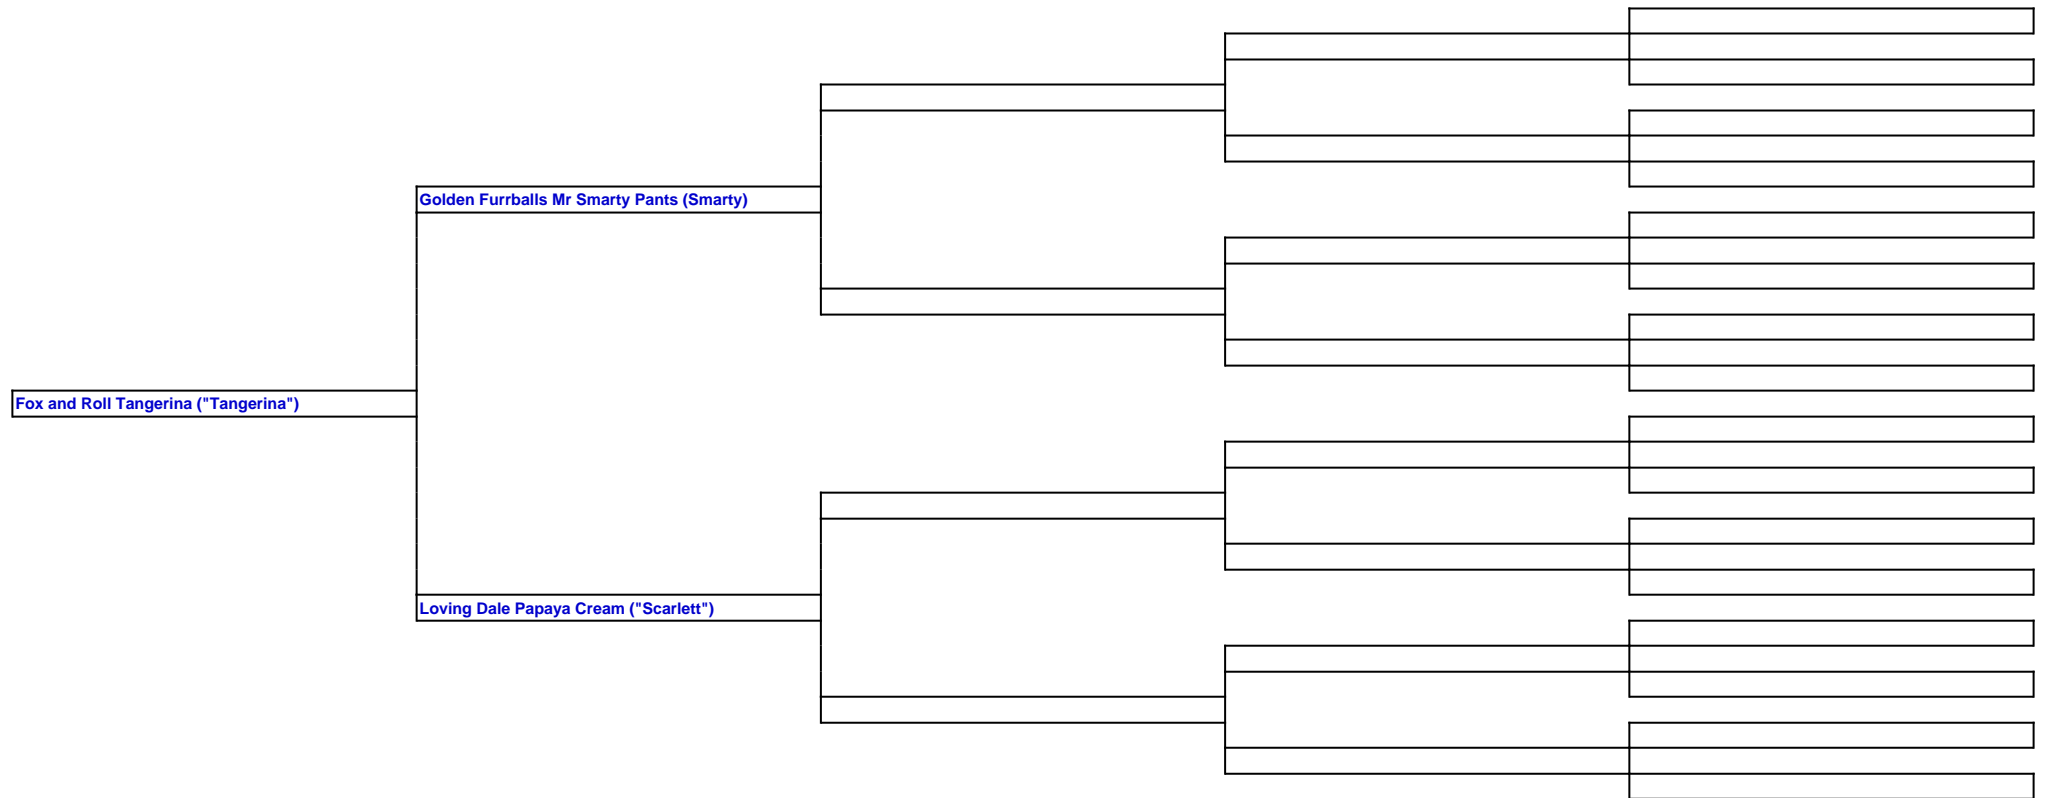 Golden Furrballs Mr Smarty Pants (Smarty)
Fox and Roll Tangerina ("Tangerina")
Loving Dale Papaya Cream ("Scarlett")